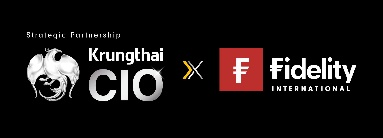 Strategic Partnership
Krungthai
CIO
Fidelity
INTERNATIONAL